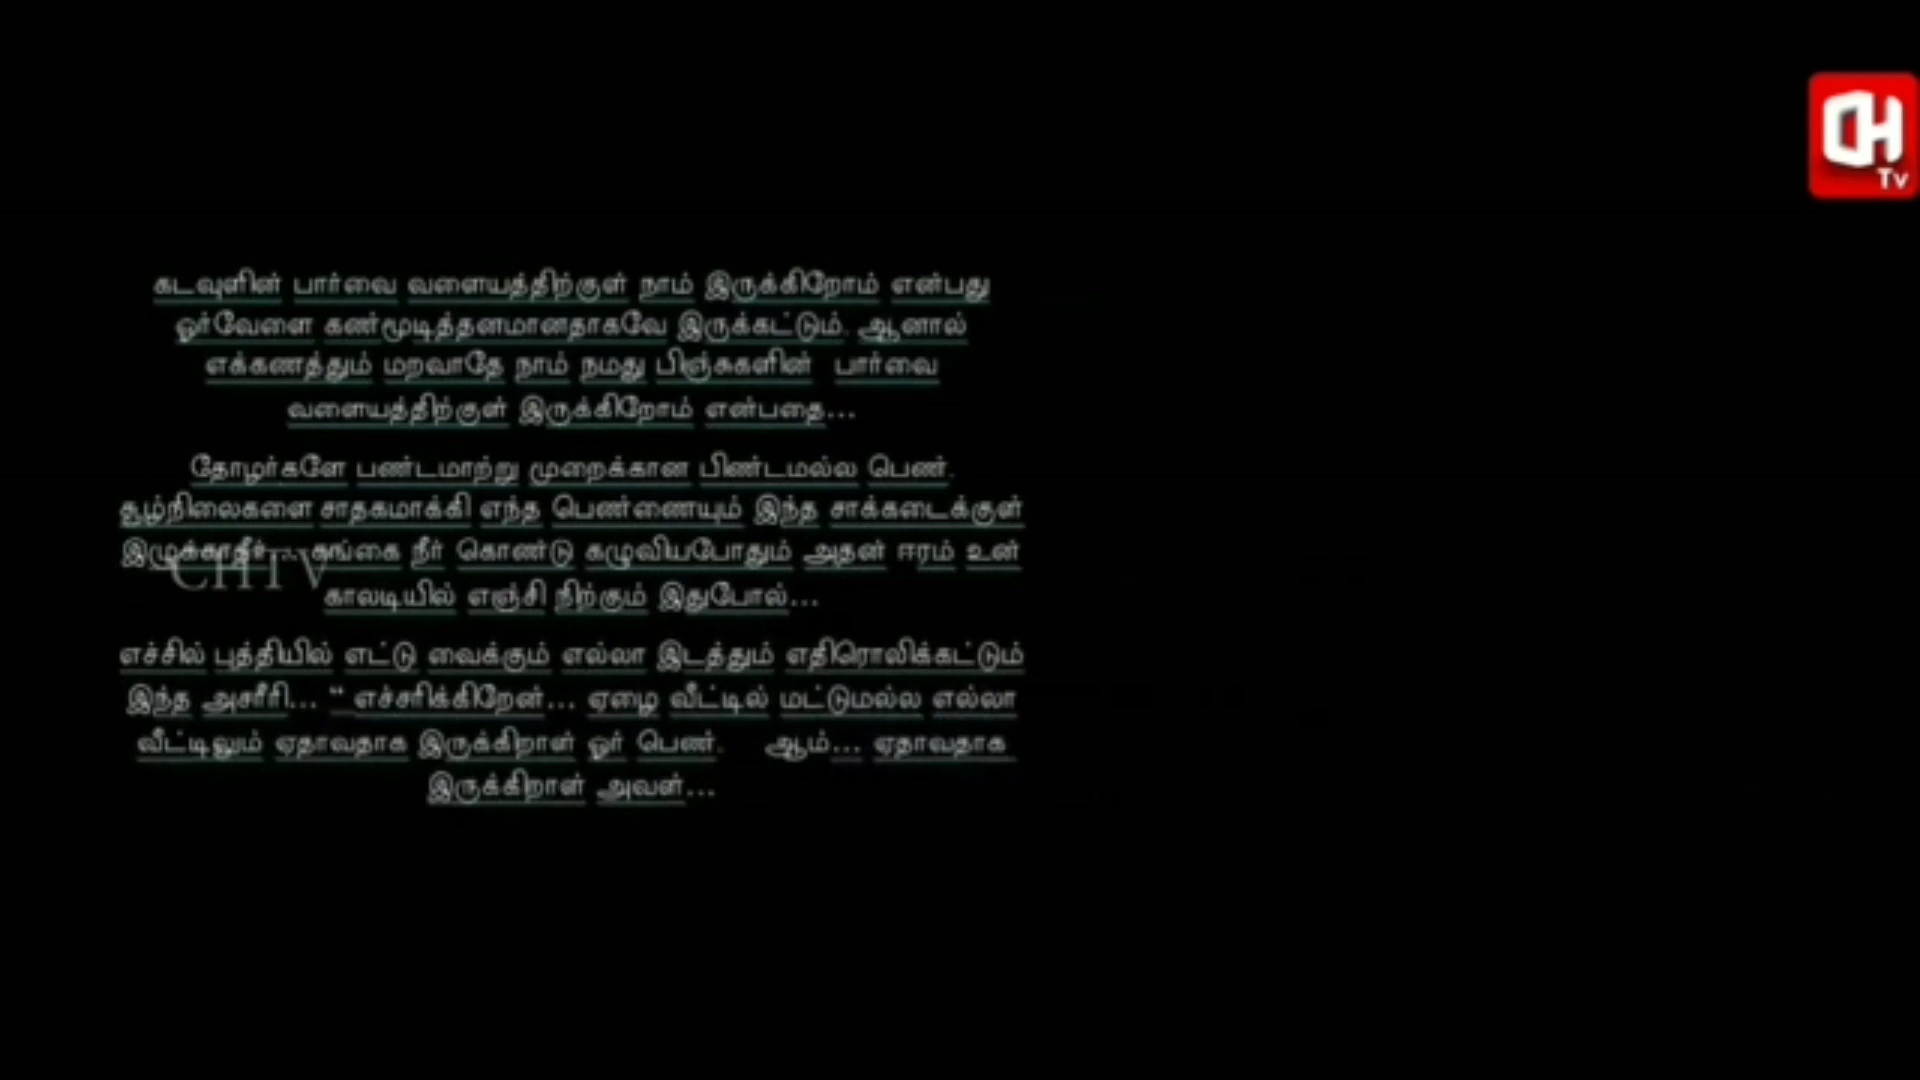 CH
Tv
கடவுளின் பார்வை வளையத்திற்குள் நாம் இருக்கிறோம் என்பது
ஓர்வேளை கண்மூடித்தனமானதாகவே இருக்கட்டும். ஆனால்
எக்கணத்தும் மறவாதே நாம் நமது பிஞ்சுகளின் பார்வை
வளையத்திற்குள் இருக்கிறோம் என்பதை...
தோழர்களே பண்டமாற்று முறைக்கான பிண்டமல்ல பெண்.
சூழ்நிலைகளை சாதகமாக்கி எந்த பெண்ணையும் இந்த சாக்கடைக்குள்
இழுக்காதீர்... கங்கை நீர் கொண்டு கழுவியபோதும் அதன் ஈரம் உன்
CHTV
காலடியில் எஞ்சி நிற்கும் இதுபோல்...
எச்சில் புத்தியில் எட்டு வைக்கும் எல்லா இடத்தும் எதிரொலிக்கட்டும்
இந்த அசரீரி... “ எச்சரிக்கிறேன்... ஏழை வீட்டில் மட்டுமல்ல எல்லா
வீட்டிலும் ஏதாவதாக இருக்கிறாள் ஓர் பெண். ஆம்... ஏதாவதாக
இருக்கிறாள் அவள்...